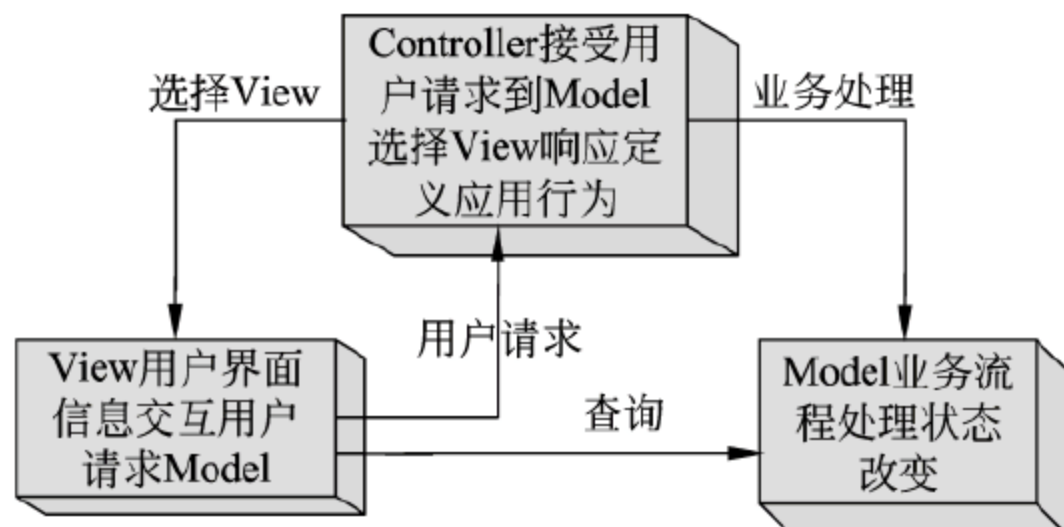 Controller接受用
户请求到Model
选择View响应定
义应用行为
选择View
业务处理
用户请求
查询
View用户界面
信息交互用户
请求Model
Model业务流
程处理状态
改变